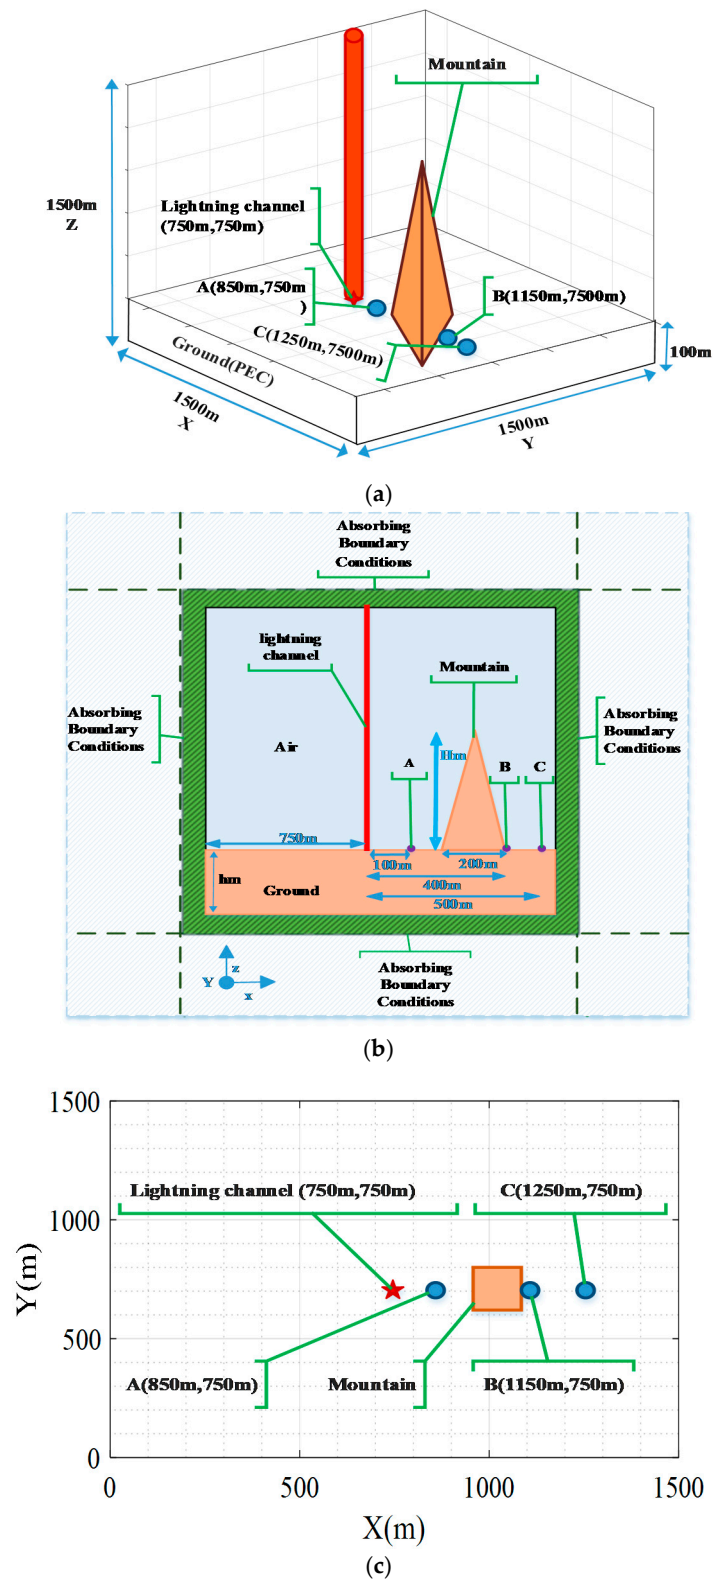 Mountain
1500m
Z
Lightning channel
(750m,750m)
A(850m,750m
)
B(1150m,7500m)
C(1250m,7500m)
Ground(PEC)
100m
1500m
X
1500m
Y
(a)
Absorbing
Boundary
Conditions
lightning
channel
Mountain
Absorbing
Boundary
Conditions
Absorbing
Boundary
Conditions
Air
A
Hm
B
C
750m
100m
200m
hm
400m
Ground
500m
Absorbing
Boundary
Conditions
Y
z
x
(b)
1500
Lightning channel (750m,750m)
C(1250m,750m)
1000
Y(m)
500
A(850m,750m)
Mountain
B(1150m,750m)
0
0
500
1000
1500
X(m)
(c)